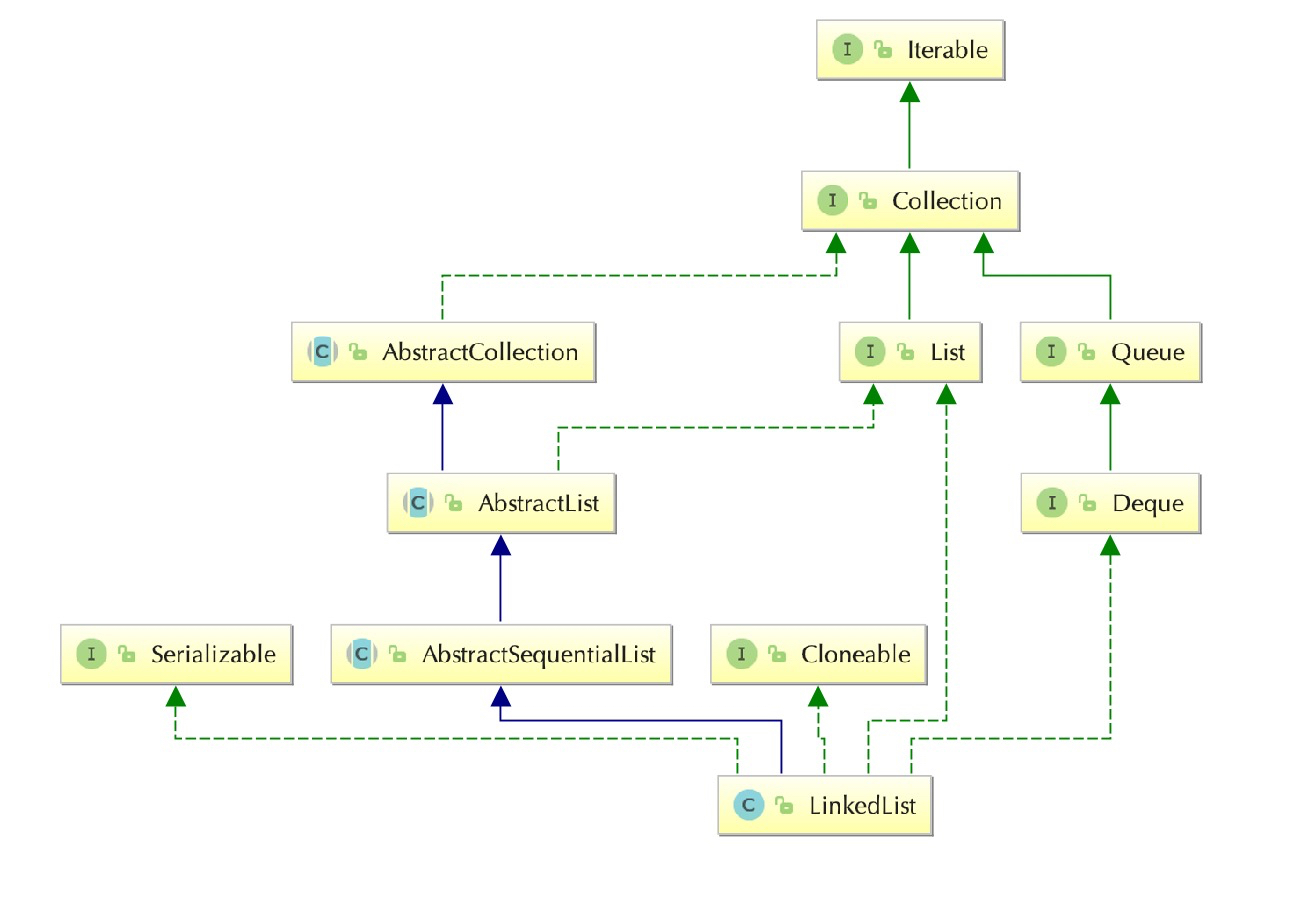 I Iterable
I Collection
C AbstractCollection
I List
I Queue
C AbstractList
I Deque
I Serializable
C AbstractSequentialList
I Cloneable
C LinkedList